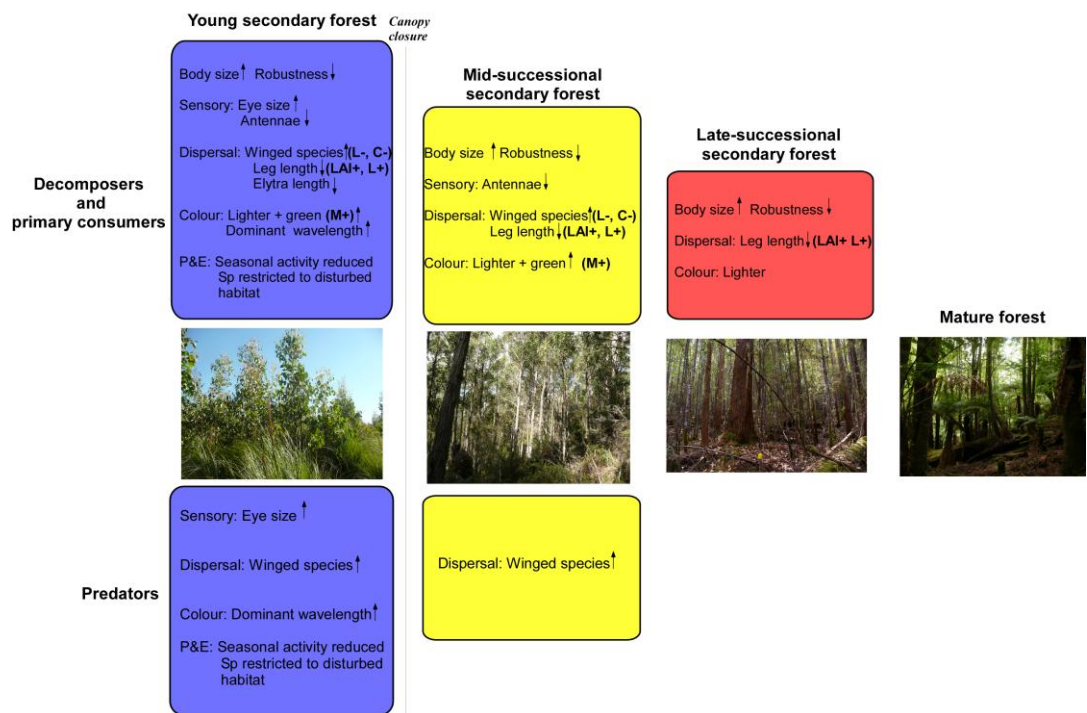 Young secondary forest
Canopy
closure
Body size↑ Robustness↓
Sensory: Eye size↑
Antennae↓
Dispersal: Winged species↑(L-, C-)
Leg length↓(LAI+, L+)
Elytra length↓
Colour: Lighter + green (M+)↑
Dominant wavelength↑
P&E: Seasonal activity reduced
Sp restricted to disturbed
habitat
Decomposers
and
primary consumers
Mid-successional
secondary forest
Body size↑ Robustness↓
Sensory: Antennae↓
Dispersal: Winged species↑(L-, C-)
Leg length↓(LAI+, L+)
Colour: Lighter + green↑ (M+)
Late-successional
secondary forest
Body size↑ Robustness↓
Dispersal: Leg length↓(LAI+ L+)
Colour: Lighter
Mature forest
Predators
Sensory: Eye size↑
Dispersal: Winged species↑
Colour: Dominant wavelength↑
P&E: Seasonal activity reduced
Sp restricted to disturbed
habitat
Dispersal: Winged species↑